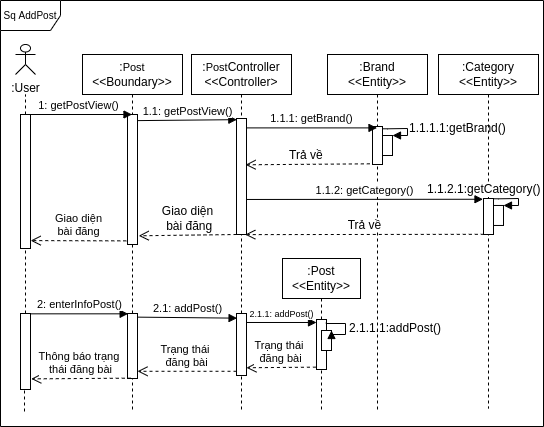 Sq AddPost
:User
:Post
<<Boundary>>
:PostController
<<Controller>
:Brand
<<Entity>>
:Category
<<Entity>>
1: getPostView()
1.1: getPostView()
1.1.1: getBrand()
1.1.1.1:getBrand()
Trả về
1.1.2: getCategory()
1.1.2.1:getCategory()
Trả về
Giao diện
bài đăng
Giao diện
bài đăng
:Post
<<Entity>>
2: enterInfoPost()
2.1: addPost()
2.1.1: addPost()
2.1.1.1:addPost()
Trạng thái
đăng bài
Trạng thái
đăng bài
Thông báo trạng
thái đăng bài